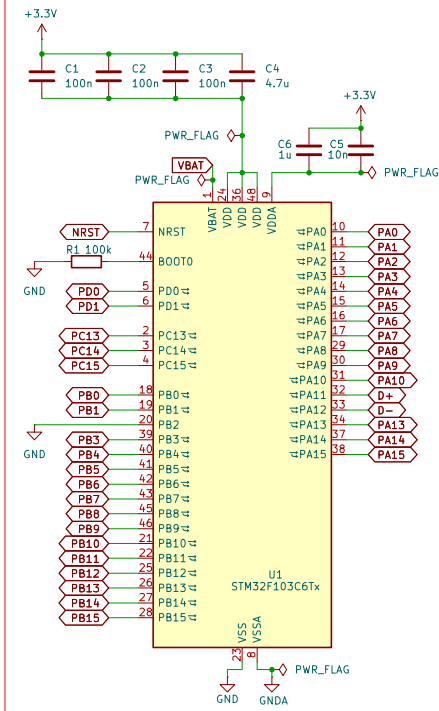 +3.3V
C1 100n
C2 100n
C3 100n
C4 4.7u
+3.3V
PWR_FLAG
C6 1u
C5 10n
VBAT
PWR_FLAG
PWR_FLAG
1 24 36 48 9
VBAT VDD VDD VDD VDDA
NRST 7 NRST PA0 10 PA0
PA1 11 PA1
R1 100k
44 BOOT0 PA2 12 PA2
GND
PA3 13 PA3
PD0 5 PD0 PA4 14 PA4
PD1 6 PD1 PA5 15 PA5
PA6 16 PA6
PC13 2 PC13 PA7 17 PA7
PC14 3 PC14 PA8 29 PA8
PC15 4 PC15 PA9 30 PA9
PA10 31 PA10
PB0 18 PB0 PA11 32 D+
PB1 19 PB1 PA12 33 D-
20 PB2 PA13 34 PA13
GND
PB3 39 PB3 PA14 37 PA14
PB4 40 PB4 PA15 38 PA15
PB5 41 PB5
PB6 42 PB6
PB7 43 PB7
PB8 45 PB8
PB9 46 PB9
PB10 21 PB10
PB11 22 PB11
PB12 25 PB12
PB13 26 PB13
PB14 27 PB14
PB15 28 PB15
U1
STM32F103C6Tx
VSS VSSA
23 8
PWR_FLAG
GND
GNDA